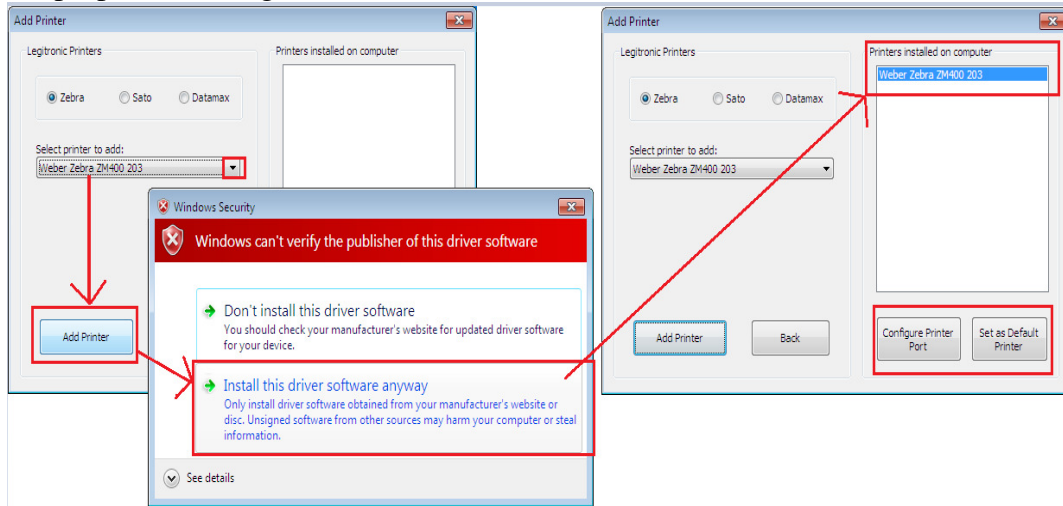 Add Printer
Legitronic Printers
Zebra
Sato
Datamax
Select printer to add:
Weber Zebra ZM400 203
Add Printer
Printers installed on computer
Windows Security
Windows can't verify the publisher of this driver software
Don't install this driver software
You should check your manufacturer's website for updated driver software
for your device.
Install this driver software anyway
Only install driver software obtained from your manufacturer's website or
disc. Unsigned software from other sources may harm your computer or steal
information.
See details
Add Printer
Legitronic Printers
Zebra
Sato
Datamax
Select printer to add:
Weber Zebra ZM400 203
Add Printer
Back
Printers installed on computer
Weber Zebra ZM400 203
Configure Printer
Port
Set as Default
Printer